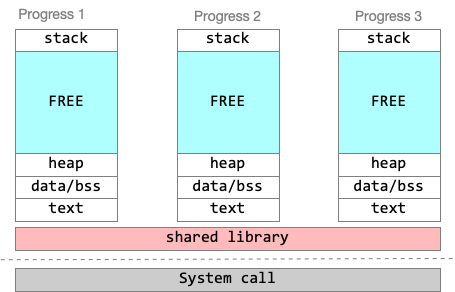 Progress 1 Progress 2 Progress 3
stack stack stack
FREE FREE FREE
heap heap heap
data/bss data/bss data/bss
text text text
shared library
System call